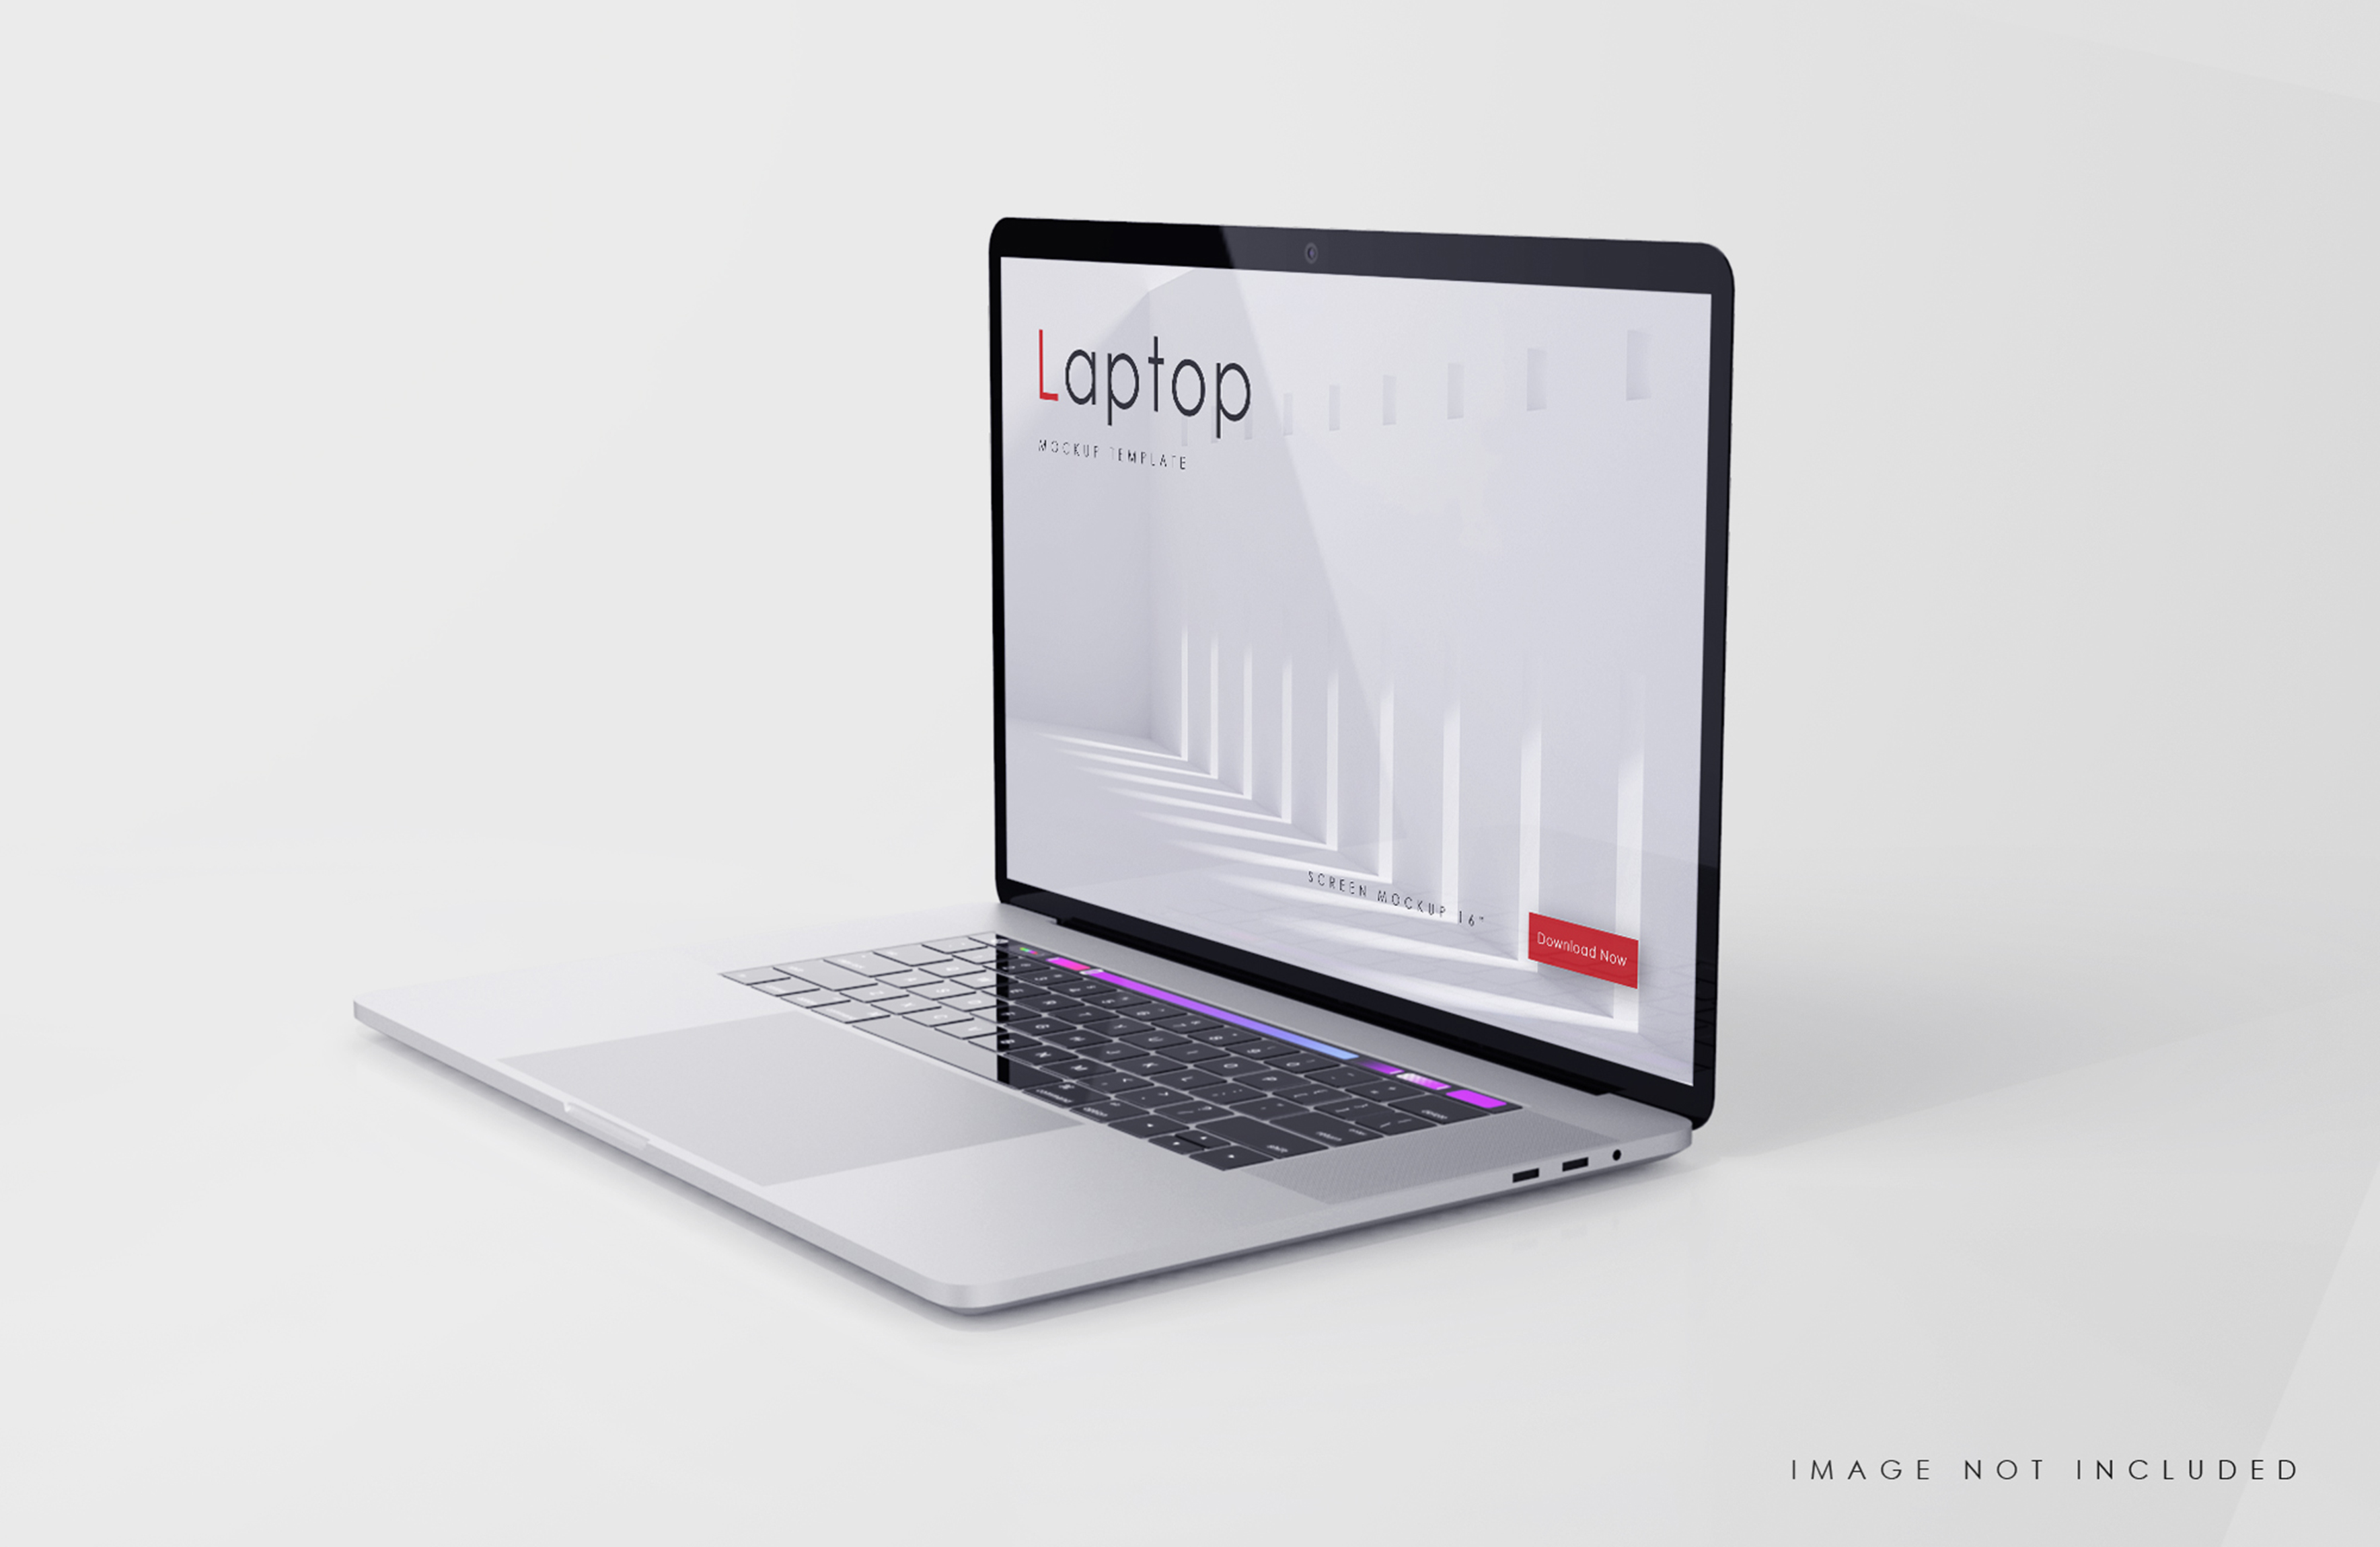 Laptop
MOCKUP TEMPLATE
SCREEN MOCKUP 16"
Download Now
IMAGE NOT INCLUDED